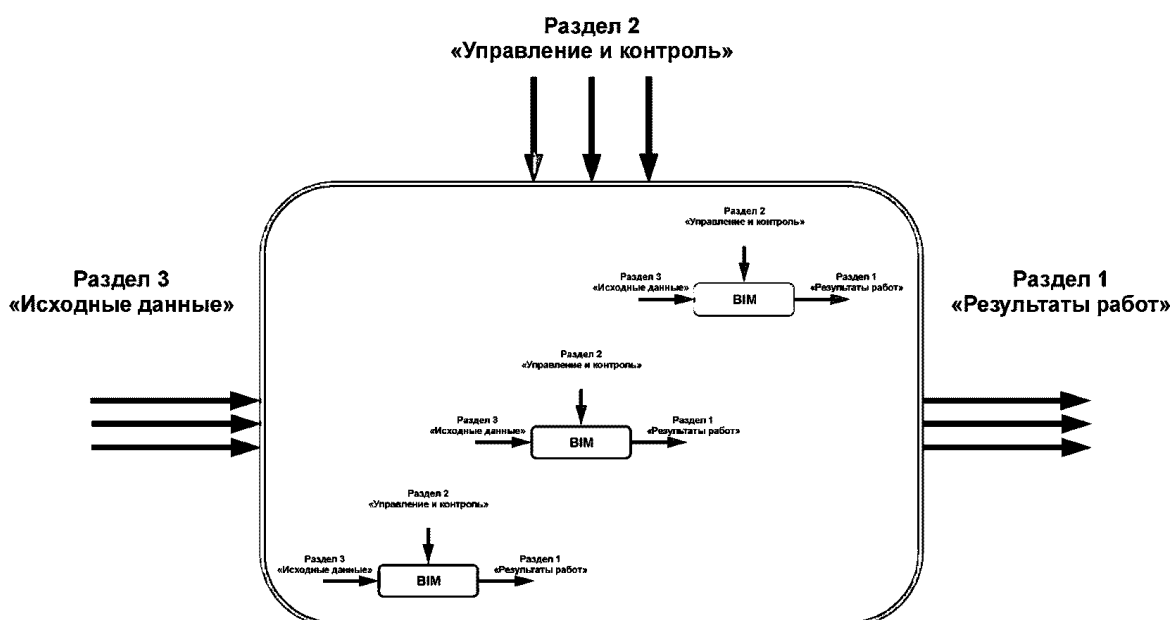 Раздел 2
«Управление и контроль»
Раздел 3
«Исходные данные»
Раздел 1
«Результаты работ»
Раздел 2
«Управление и контроль»
Раздел 3
«Исходные данные»
BIM
Раздел 1
«Результаты работ»
Раздел 2
«Управление и контроль»
Раздел 3
«Исходные данные»
BIM
Раздел 1
«Результаты работ»
Раздел 2
«Управление и контроль»
Раздел 3
«Исходные данные»
BIM
Раздел 1
«Результаты работ»